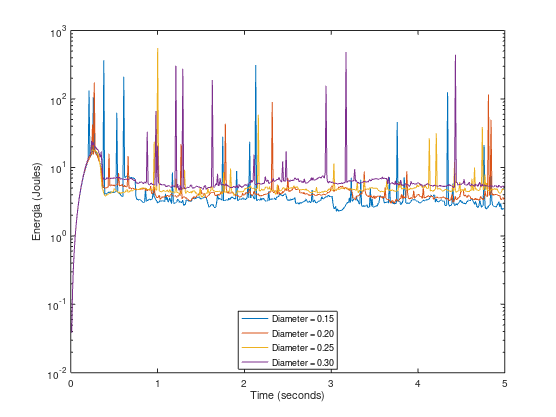 10^3
10^2
10^1
10^0
10^-1
10^-2
Energia (Joules)
Diameter = 0.15
Diameter = 0.20
Diameter = 0.25
Diameter = 0.30
0 1 2 3 4 5
Time (seconds)